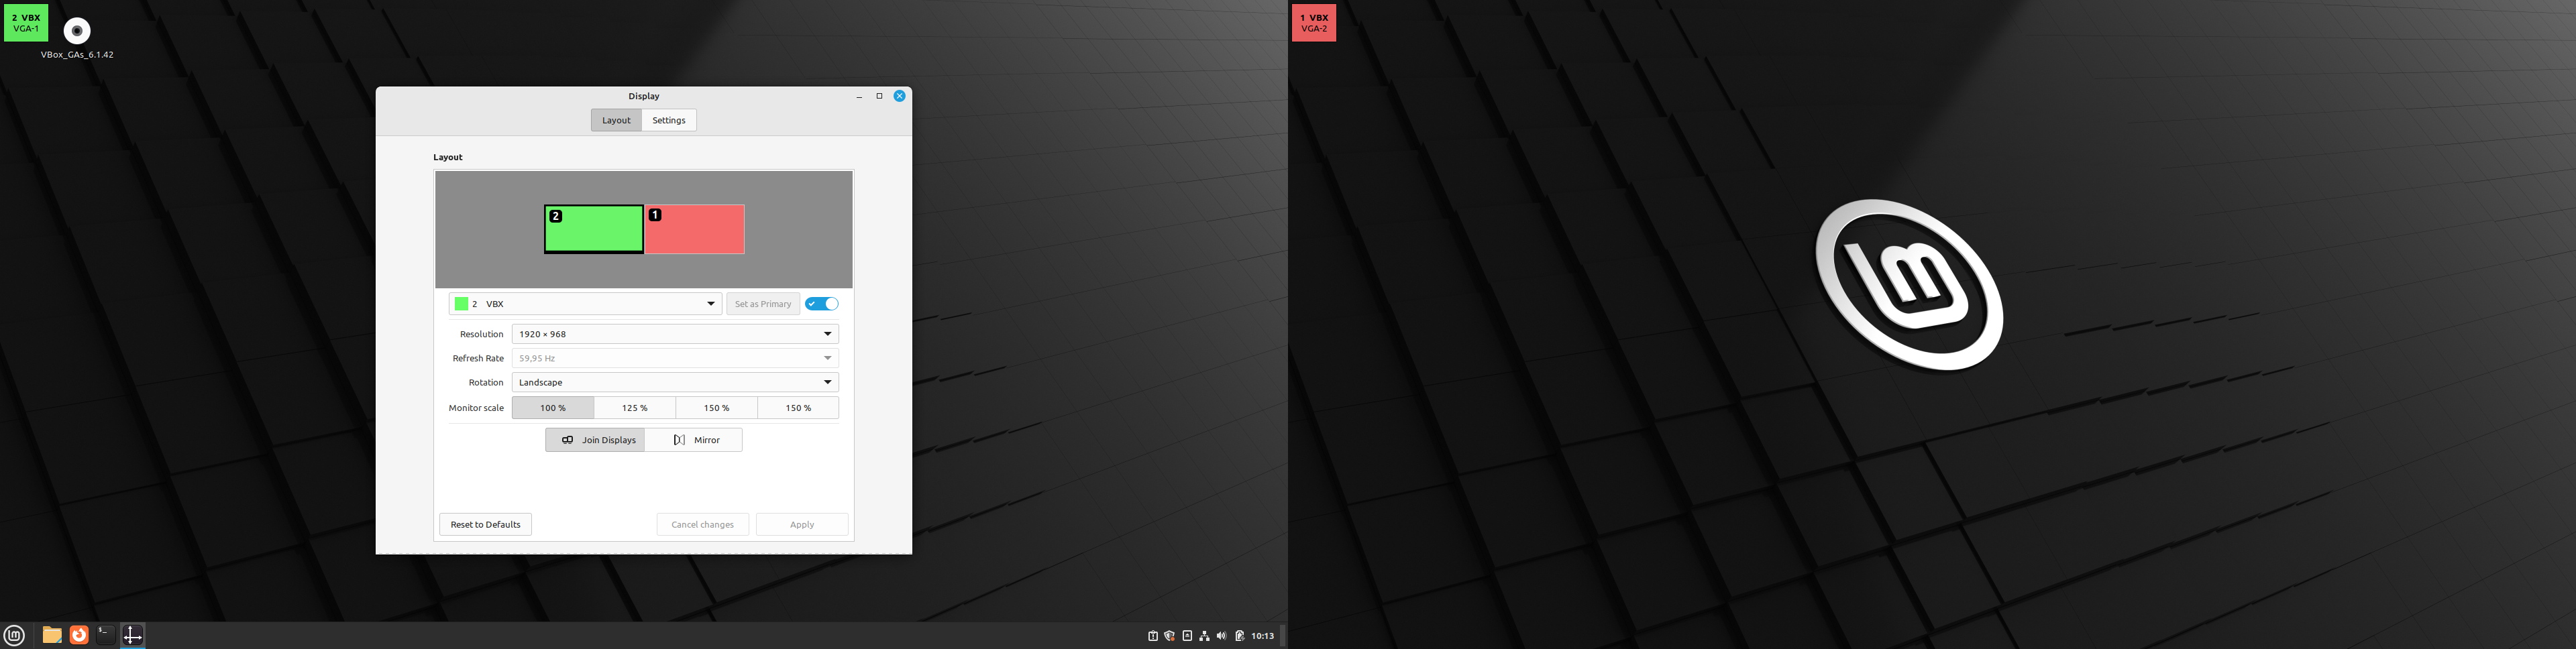 2 VBX
VGA-1
VBox_GAs_6.1.42
1 VBX
VGA-2
Display
Layout
Settings
Layout
2
1
2 VBX
Set as Primary
Resolution
1920 × 968
Refresh Rate
59,95 Hz
Rotation
Landscape
Monitor scale
100 %
125 %
150 %
150 %
Join Displays
Mirror
Reset to Defaults
Cancel changes
Apply
10:13